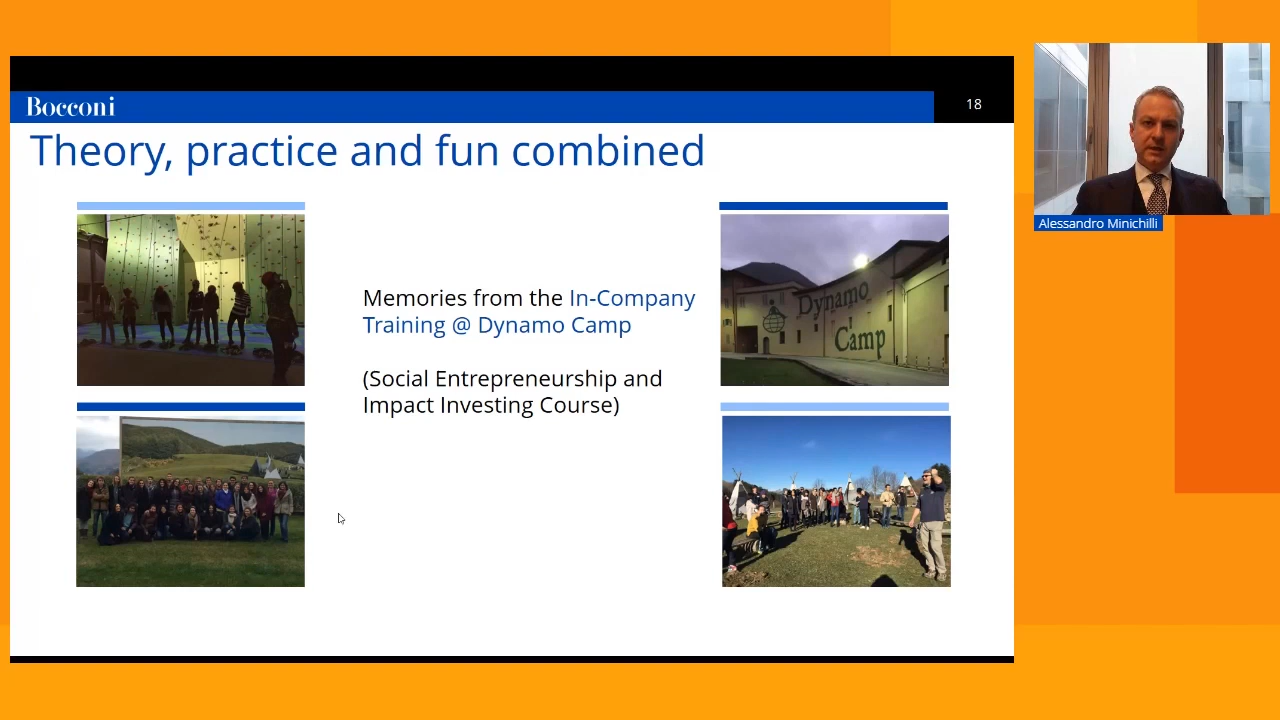 Bocconi
18
Theory, practice and fun combined
Memories from the In-Company
Training @ Dynamo Camp
(Social Entrepreneurship and
Impact Investing Course)
Dynamo
Camp
Alessandro Minichilli